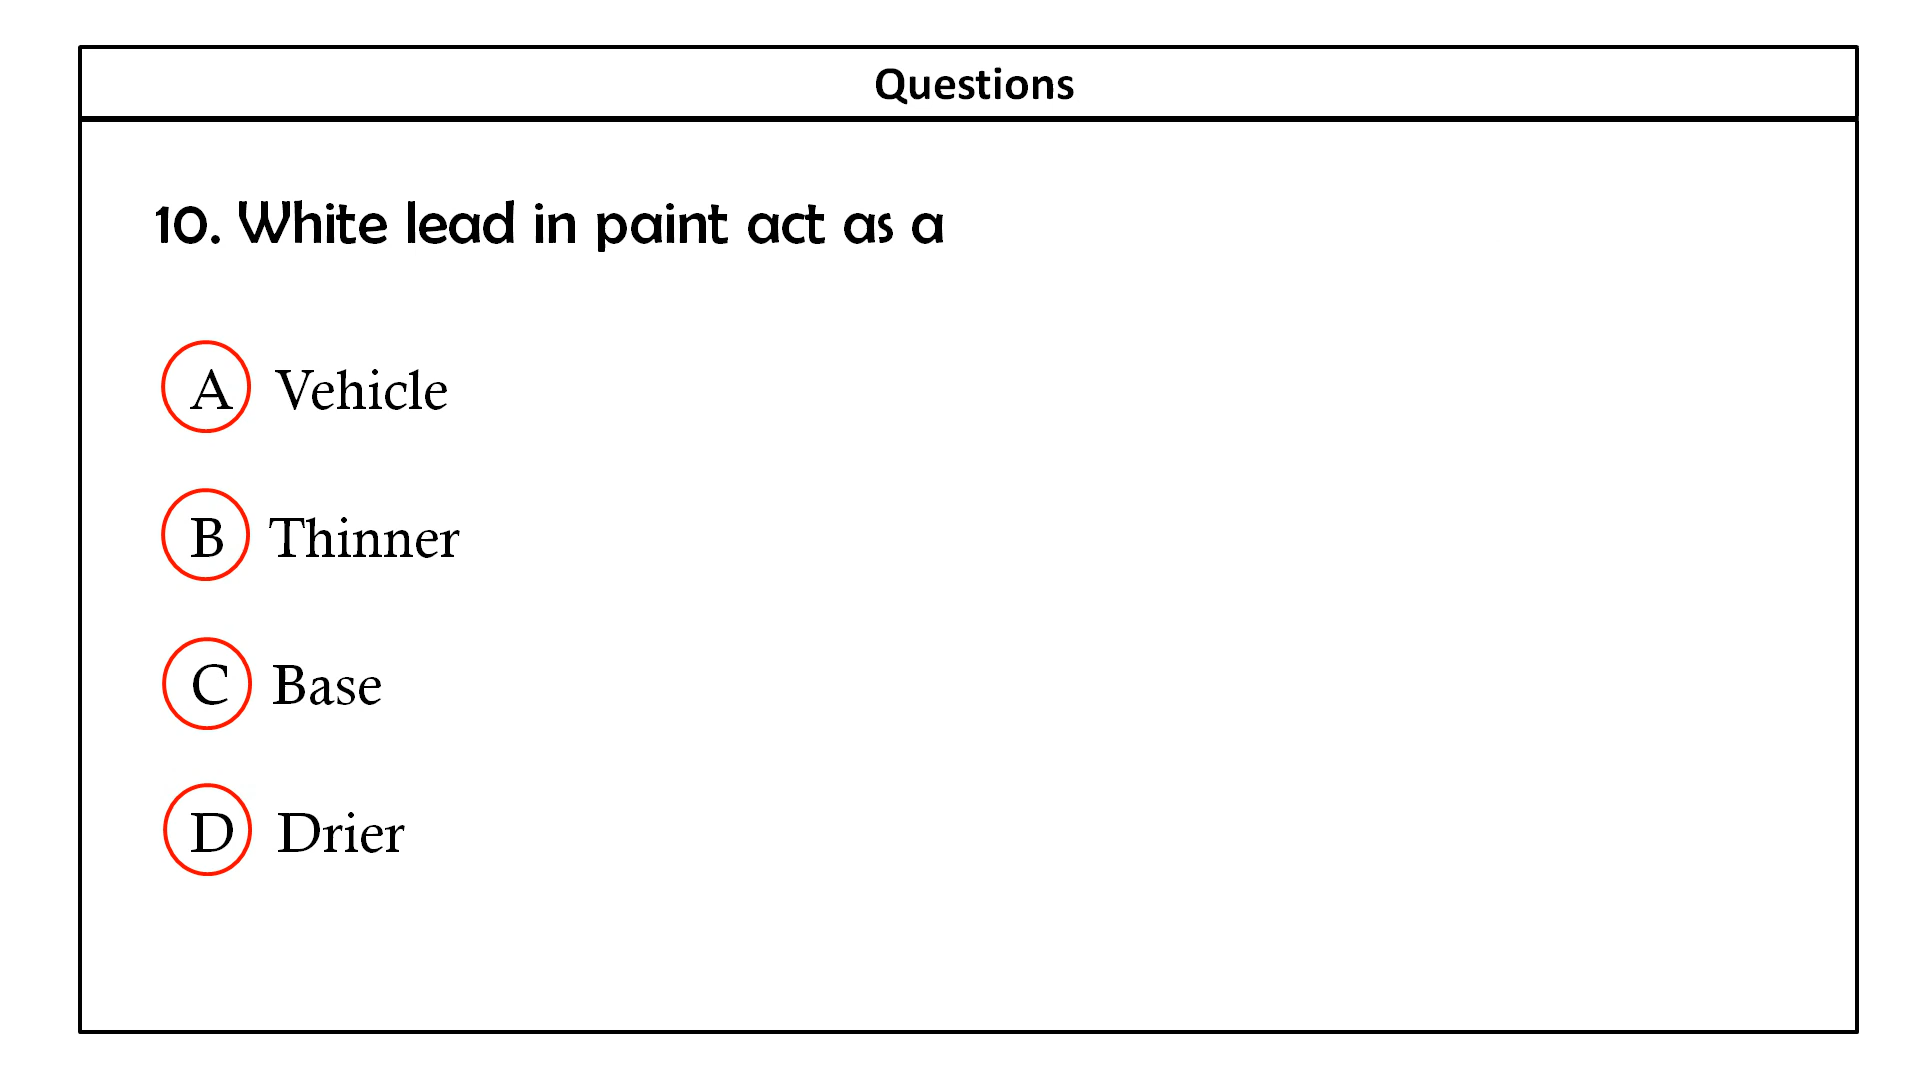 Questions
10. White lead in paint act as a
A Vehicle
B Thinner
C Base
D Drier